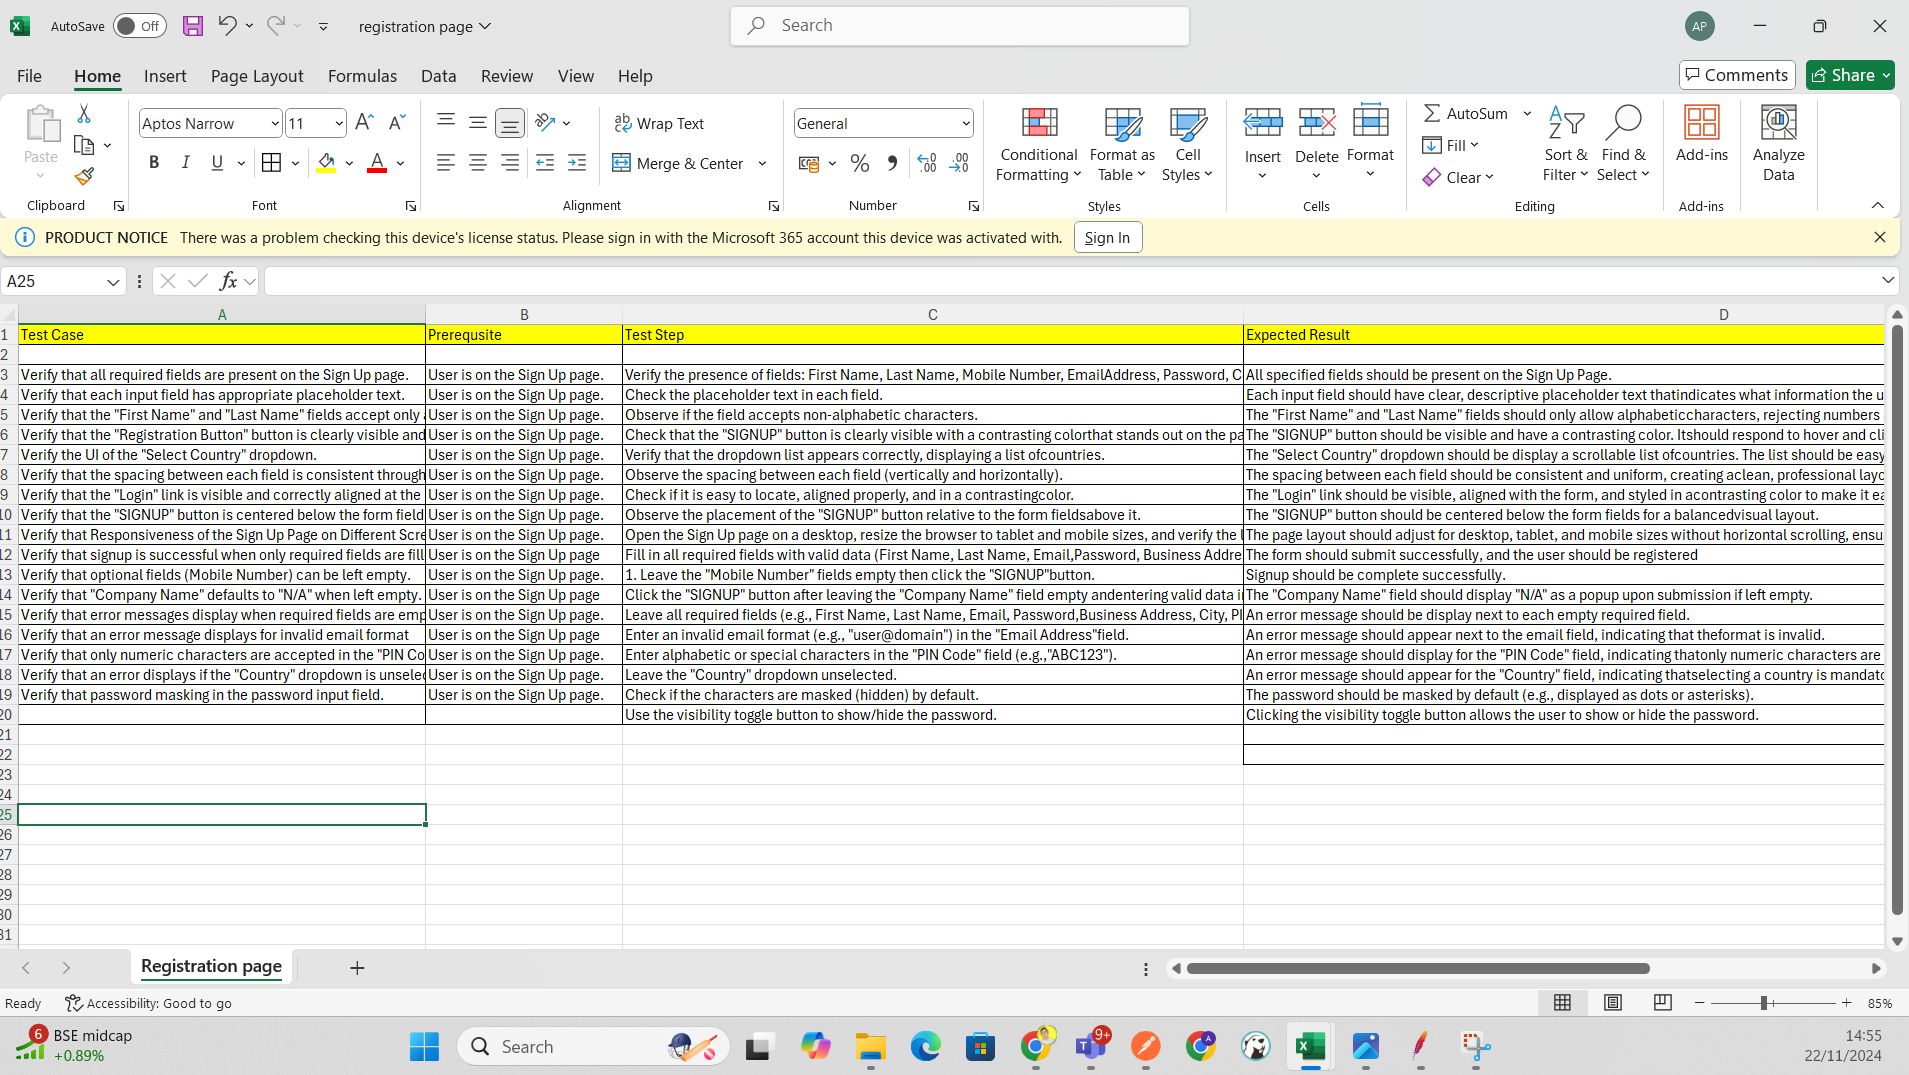 AutoSave Off registration page Search AP
File Home Insert Page Layout Formulas Data Review View Help Comments Share
Paste Aptos Narrow 11 Wrap Text General Conditional Formatting Format as Table Cell Styles Insert Delete Format AutoSum Fill Clear Sort & Filter Find & Select Add-ins Analyze Data
B I U A Merge & Center
Clipboard Font Alignment Number Styles Cells Editing Add-ins
PRODUCT NOTICE There was a problem checking this device's license status. Please sign in with the Microsoft 365 account this device was activated with. Sign In
A25 fx
A B C D
1 Test Case Prerequsite Test Step Expected Result
2
3 Verify that all required fields are present on the Sign Up page. User is on the Sign Up page. Verify the presence of fields: First Name, Last Name, Mobile Number, EmailAddress, Password, C All specified fields should be present on the Sign Up Page.
4 Verify that each input field has appropriate placeholder text. User is on the Sign Up page. Check the placeholder text in each field. Each input field should have clear, descriptive placeholder text thatindicates what information the u
5 Verify that the "First Name" and "Last Name" fields accept only User is on the Sign Up page. Observe if the field accepts non-alphabetic characters. The "First Name" and "Last Name" fields should only allow alphabeticcharacters, rejecting numbers
6 Verify that the "Registration Button" button is clearly visible and User is on the Sign Up page. Check that the "SIGNUP" button is clearly visible with a contrasting colorthat stands out on the pa The "SIGNUP" button should be visible and have a contrasting color. Itshould respond to hover and cli
7 Verify the UI of the "Select Country" dropdown. User is on the Sign Up page. Verify that the dropdown list appears correctly, displaying a list ofcountries. The "Select Country" dropdown should be display a scrollable list ofcountries. The list should be easy
8 Verify that the spacing between each field is consistent through User is on the Sign Up page. Observe the spacing between each field (vertically and horizontally). The spacing between each field should be consistent and uniform, creating aclean, professional layo
9 Verify that the "Login" link is visible and correctly aligned at the User is on the Sign Up page. Check if it is easy to locate, aligned properly, and in a contrastingcolor. The "Login" link should be visible, aligned with the form, and styled in acontrasting color to make it ea
10 Verify that the "SIGNUP" button is centered below the form field User is on the Sign Up page. Observe the placement of the "SIGNUP" button relative to the form fieldsabove it. The "SIGNUP" button should be centered below the form fields for a balancedvisual layout.
11 Verify that Responsiveness of the Sign Up Page on Different Scre User is on the Sign Up page. Open the Sign Up page on a desktop, resize the browser to tablet and mobile sizes, and verify the l The page layout should adjust for desktop, tablet, and mobile sizes without horizontal scrolling, ensu
12 Verify that signup is successful when only required fields are fill User is on the Sign Up page Fill in all required fields with valid data (First Name, Last Name, Email,Password, Business Addre The form should submit successfully, and the user should be registered
13 Verify that optional fields (Mobile Number) can be left empty. User is on the Sign Up page. 1. Leave the "Mobile Number" fields empty then click the "SIGNUP"button. Signup should be complete successfully.
14 Verify that "Company Name" defaults to "N/A" when left empty. User is on the Sign Up page Click the "SIGNUP" button after leaving the "Company Name" field empty andentering valid data i The "Company Name" field should display "N/A" as a popup upon submission if left empty.
15 Verify that error messages display when required fields are emp User is on the Sign Up page. Leave all required fields (e.g., First Name, Last Name, Email, Password,Business Address, City, PI An error message should be display next to each empty required field.
16 Verify that an error message displays for invalid email format User is on the Sign Up page Enter an invalid email format (e.g., "user@domain") in the "Email Address"field. An error message should appear next to the email field, indicating that theformat is invalid.
17 Verify that only numeric characters are accepted in the "PIN Co User is on the Sign Up page. Enter alphabetic or special characters in the "PIN Code" field (e.g.,"ABC123"). An error message should display for the "PIN Code" field, indicating thatonly numeric characters are
18 Verify that an error displays if the "Country" dropdown is unselec User is on the Sign Up page. Leave the "Country" dropdown unselected. An error message should appear for the "Country" field, indicating thatselecting a country is mandato
19 Verify that password masking in the password input field. User is on the Sign Up page. Check if the characters are masked (hidden) by default. The password should be masked by default (e.g., displayed as dots or asterisks).
20 Use the visibility toggle button to show/hide the password. Clicking the visibility toggle button allows the user to show or hide the password.
21
22
23
24
25
26
27
28
29
30
31
Registration page
Ready Accessibility: Good to go 85%
6 BSE midcap +0.89% Search 9+ 14:55
22/11/2024